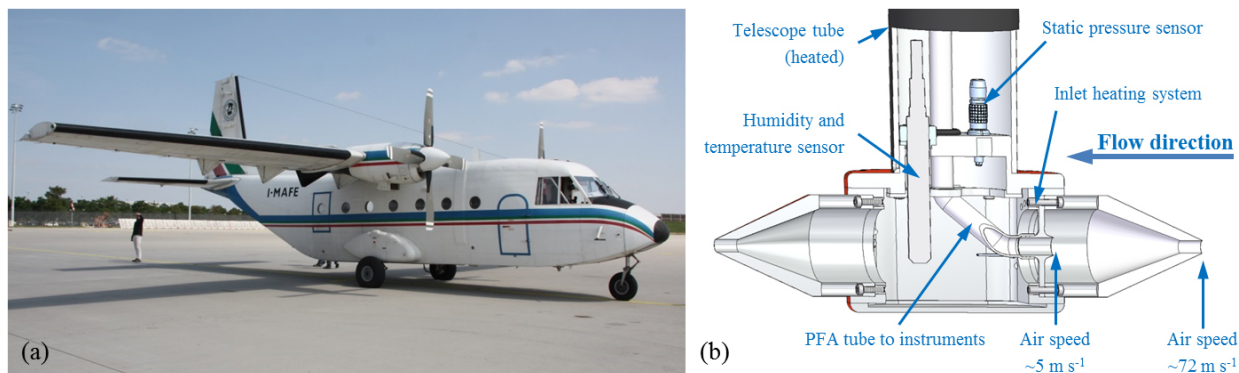 I-MAFE
(a)
Telescope tube
(heated)
Static pressure sensor
Inlet heating system
Humidity and
temperature sensor
Flow direction
PFA tube to instruments
Air speed
~5 m s⁻¹
Air speed
~72 m s⁻¹
(b)